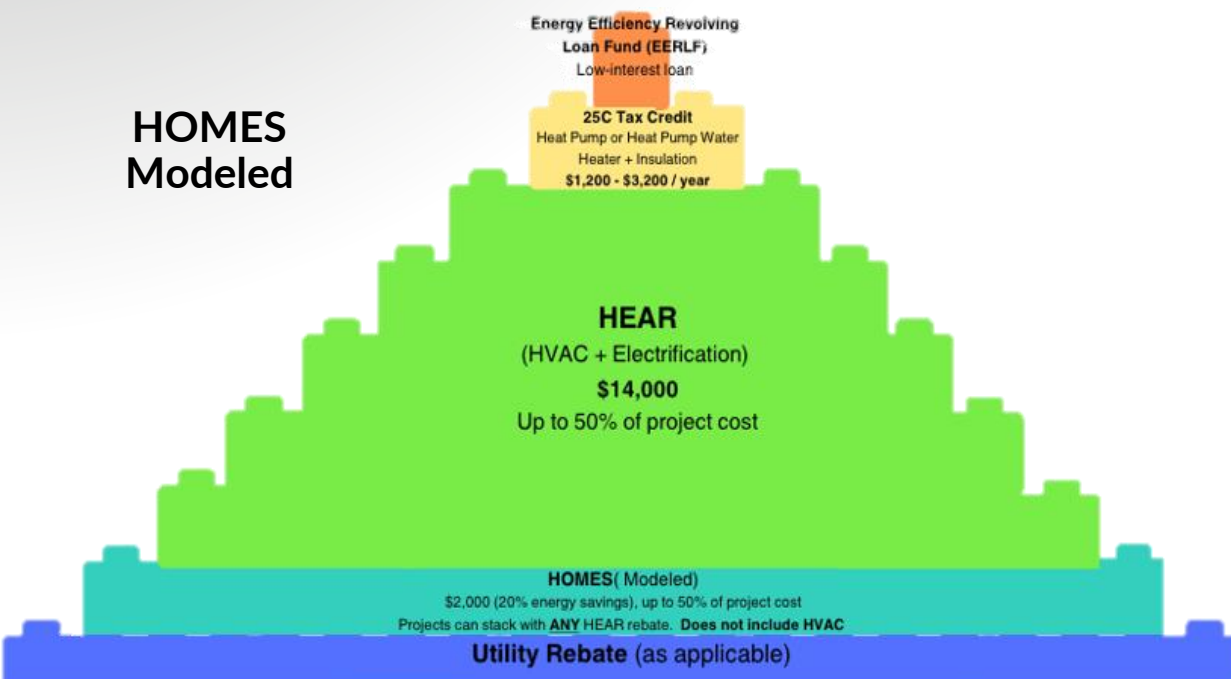 HOMES
Modeled
Energy Efficiency Revolving
Loan Fund (EERLF)
Low-interest loan
25C Tax Credit
Heat Pump or Heat Pump Water
Heater + Insulation
$1,200 - $3,200 / year
HEAR
(HVAC + Electrification)
$14,000
Up to 50% of project cost
HOMES( Modeled)
$2,000 (20% energy savings), up to 50% of project cost
Projects can stack with ANY HEAR rebate. Does not include HVAC
Utility Rebate (as applicable)